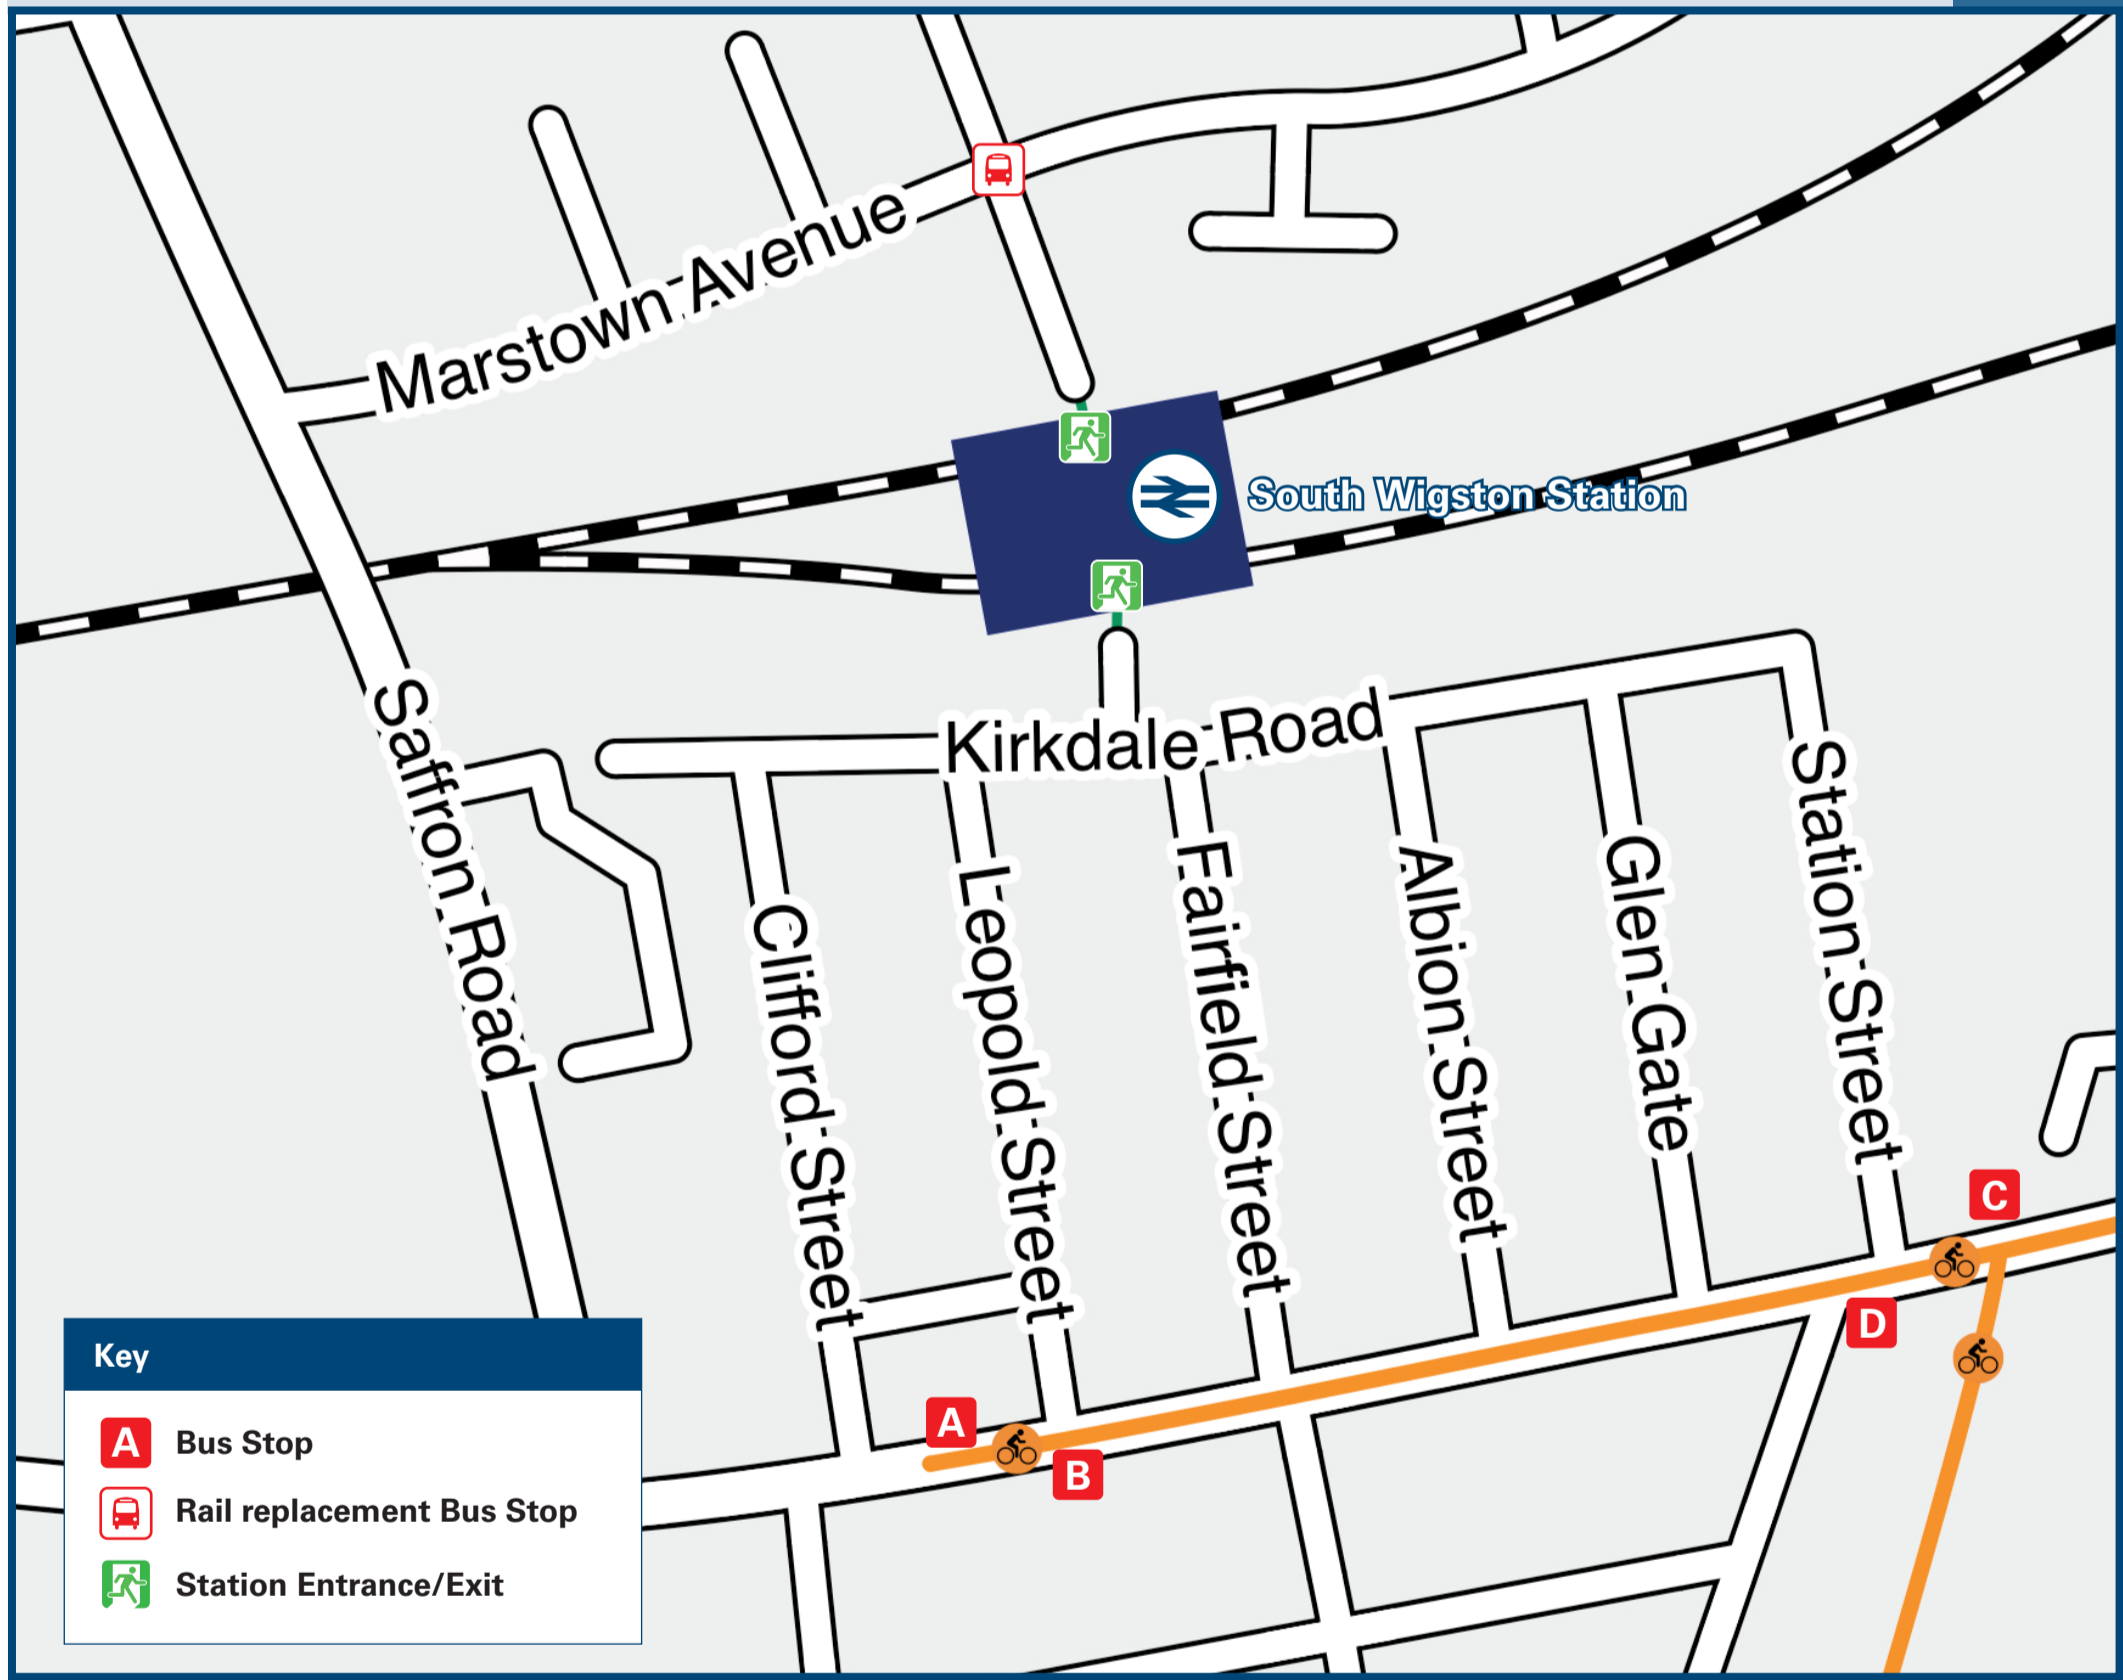 Marstown Avenue
South Wigston Station
Saffron Road
Kirkdale Road
Clifford Street
Leopold Street
Fairfield Street
Albion Street
Glen Gate
Station Street
C
D
A
B
Key
A Bus Stop
Rail replacement Bus Stop
Station Entrance/Exit